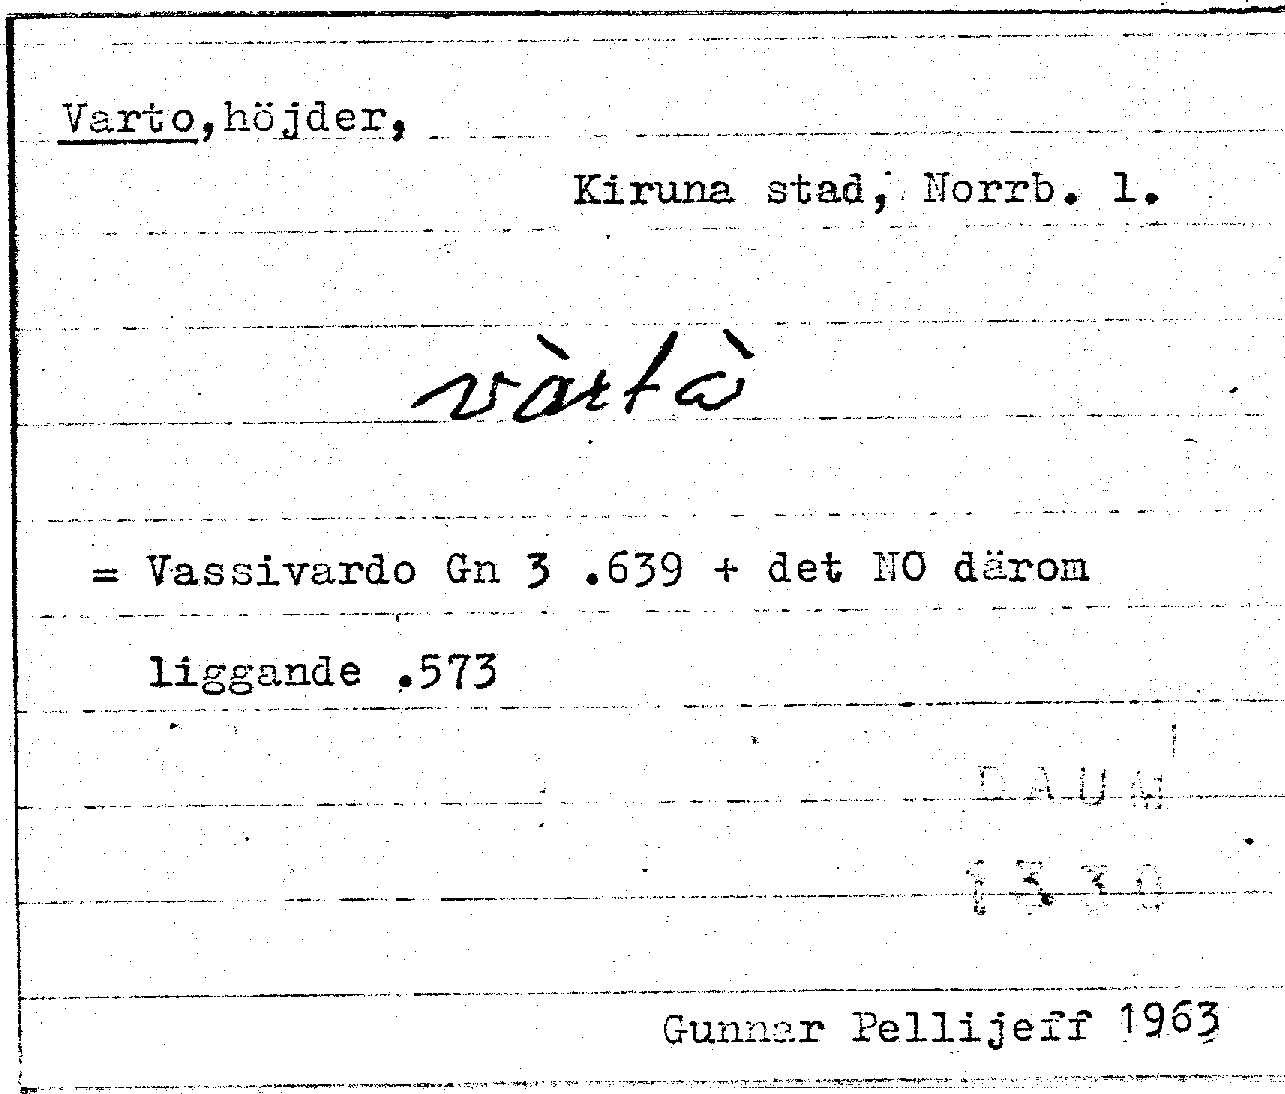 Varto, höjder,
Kiruna stad, Norrb. l.
vàrtà
= Vassivardo Gn 3 .639 + det NO därom
liggande .573
DAUM
1330
Gunnar Pellijeff 1963